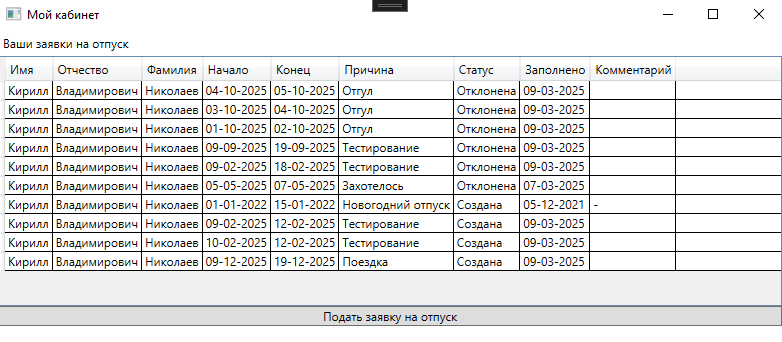 Мой кабинет
Ваши заявки на отпуск
Имя Отчество Фамилия Начало Конец Причина Статус Заполнено Комментарий
Кирилл Владимирович Николаев 04-10-2025 05-10-2025 Отгул Отклонена 09-03-2025
Кирилл Владимирович Николаев 03-10-2025 04-10-2025 Отгул Отклонена 09-03-2025
Кирилл Владимирович Николаев 01-10-2025 02-10-2025 Отгул Отклонена 09-03-2025
Кирилл Владимирович Николаев 09-09-2025 19-09-2025 Тестирование Отклонена 09-03-2025
Кирилл Владимирович Николаев 09-02-2025 18-02-2025 Тестирование Отклонена 09-03-2025
Кирилл Владимирович Николаев 05-05-2025 07-05-2025 Захотелось Отклонена 07-03-2025
Кирилл Владимирович Николаев 01-01-2022 15-01-2022 Новогодний отпуск Создана 05-12-2021 -
Кирилл Владимирович Николаев 09-02-2025 12-02-2025 Тестирование Создана 09-03-2025
Кирилл Владимирович Николаев 10-02-2025 12-02-2025 Тестирование Создана 09-03-2025
Кирилл Владимирович Николаев 09-12-2025 19-12-2025 Поездка Создана 09-03-2025
Подать заявку на отпуск